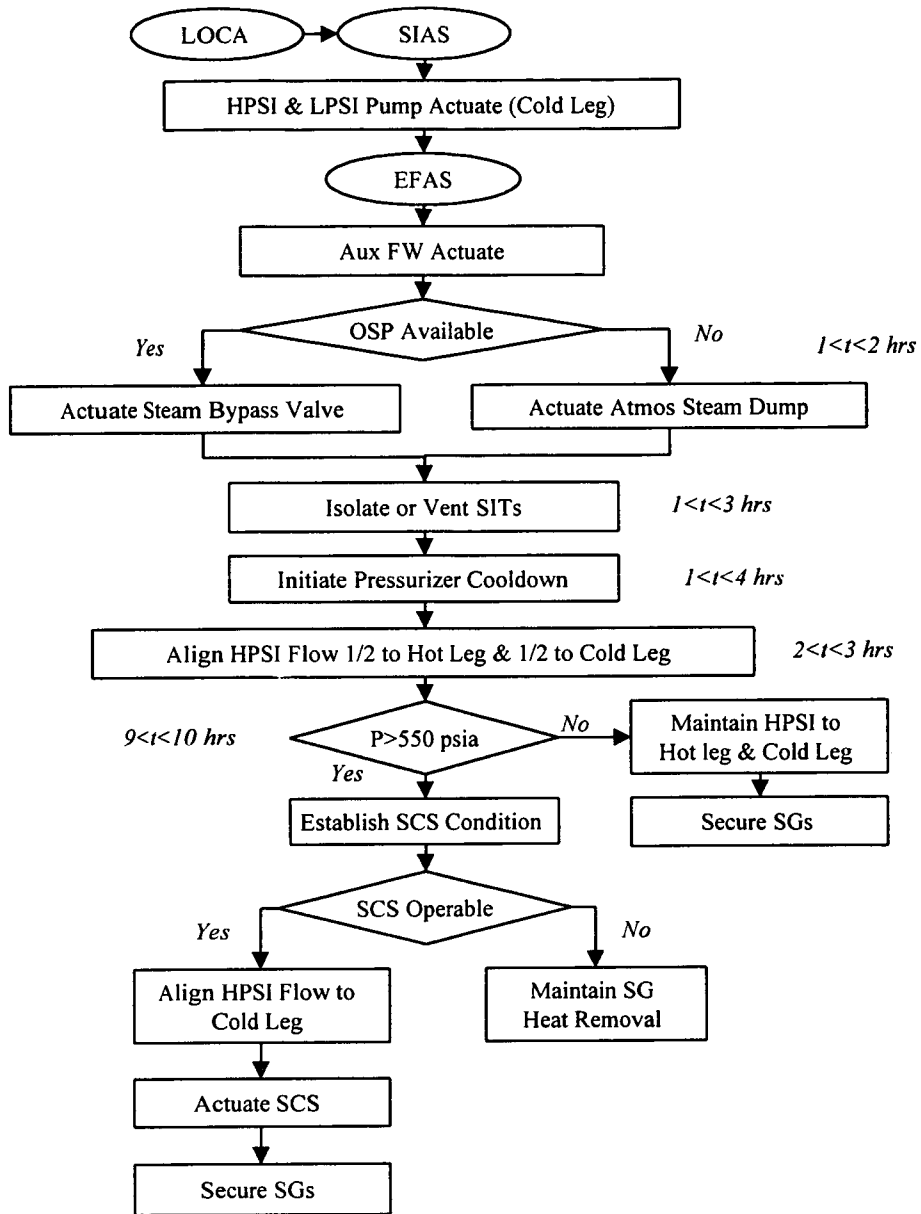 LOCA
SIAS
HPSI & LPSI Pump Actuate (Cold Leg)
EFAS
Aux FW Actuate
OSP Available
Yes
No
1<t<2 hrs
Actuate Steam Bypass Valve
Actuate Atmos Steam Dump
Isolate or Vent SITs
1<t<3 hrs
Initiate Pressurizer Cooldown
1<t<4 hrs
Align HPSI Flow 1/2 to Hot Leg & 1/2 to Cold Leg
2<t<3 hrs
9<t<10 hrs
P>550 psia
No
Maintain HPSI to
Hot leg & Cold Leg
Yes
Establish SCS Condition
Secure SGs
SCS Operable
Yes
No
Align HPSI Flow to
Cold Leg
Maintain SG
Heat Removal
Actuate SCS
Secure SGs